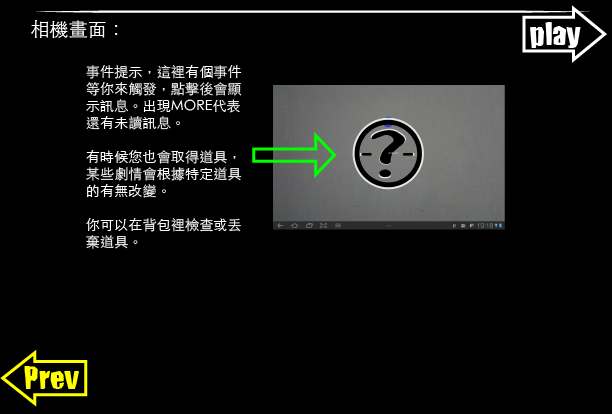 相機畫面：
play
事件提示，這裡有個事件
等你來觸發，點擊後會顯
示訊息。出現MORE代表
還有未讀訊息。
有時候您也會取得道具，
某些劇情會根據特定道具
的有無改變。
你可以在背包裡檢查或丟
棄道具。
?
19:18
Prev